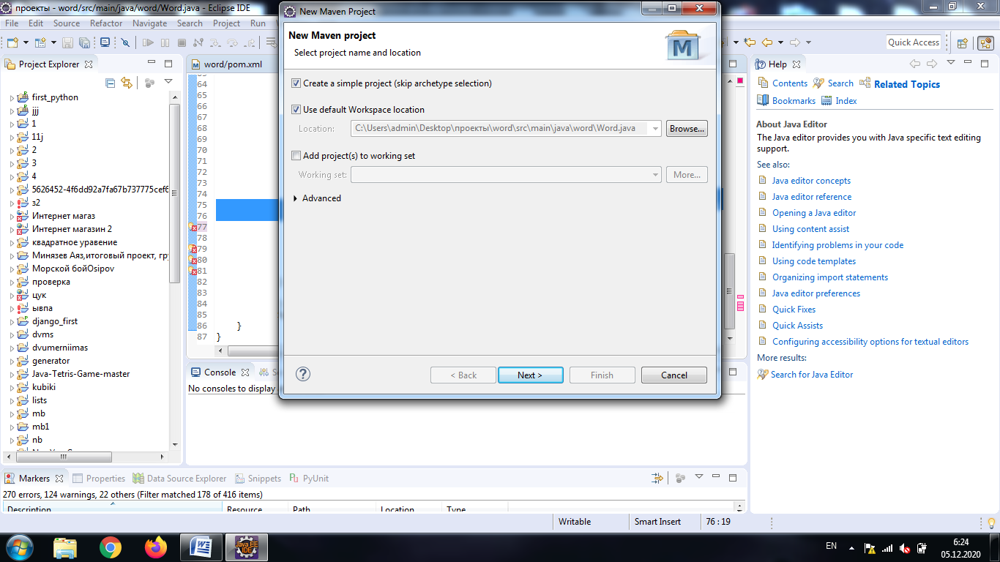 проекты - word/src/main/java/word/Word.java - Eclipse IDE
File Edit Source Refactor Navigate Search Project Run
Quick Access
Project Explorer
first_python
jjj
1
11j
2
3
4
5626452-4f6dd92a7fa67b737775cef6
з2
Интернет магаз
Интернет магазин 2
квадратное уравение
Минязев Аяз,итоговый проект, гру
Морской бойOsipov
проверка
цук
ывпа
django_first
dvms
dvumerniimas
generator
Java-Tetris-Game-master
kubiki
lists
mb
mb1
nb
word/pom.xml
64
65
66
67
68
69
70
71
72
73
74
75
76
77
78
79
80
81
82
83
84
85
86 }
87 }
Console
No consoles to display
New Maven Project
New Maven project
Select project name and location
M
Create a simple project (skip archetype selection)
Use default Workspace location
Location: C:\Users\admin\Desktop\проекты\word\src\main\java\word\Word.java Browse...
Add project(s) to working set
Working set: More...
Advanced
< Back Next > Finish Cancel
Help
Contents Search Related Topics
Bookmarks Index
About Java Editor
The Java editor provides you with Java specific text editing
support.
See also:
Java editor concepts
Java editor reference
Opening a Java editor
Using content assist
Identifying problems in your code
Using code templates
Organizing import statements
Java editor preferences
Quick Fixes
Quick Assists
Configuring accessibility options for textual editors
More results:
Search for Java Editor
Markers Properties Data Source Explorer Snippets PyUnit
270 errors, 124 warnings, 22 others (Filter matched 178 of 416 items)
Description Resource Path Location Type
Writable Smart Insert 76 : 19
Java EE
IDE
EN
6:24
05.12.2020